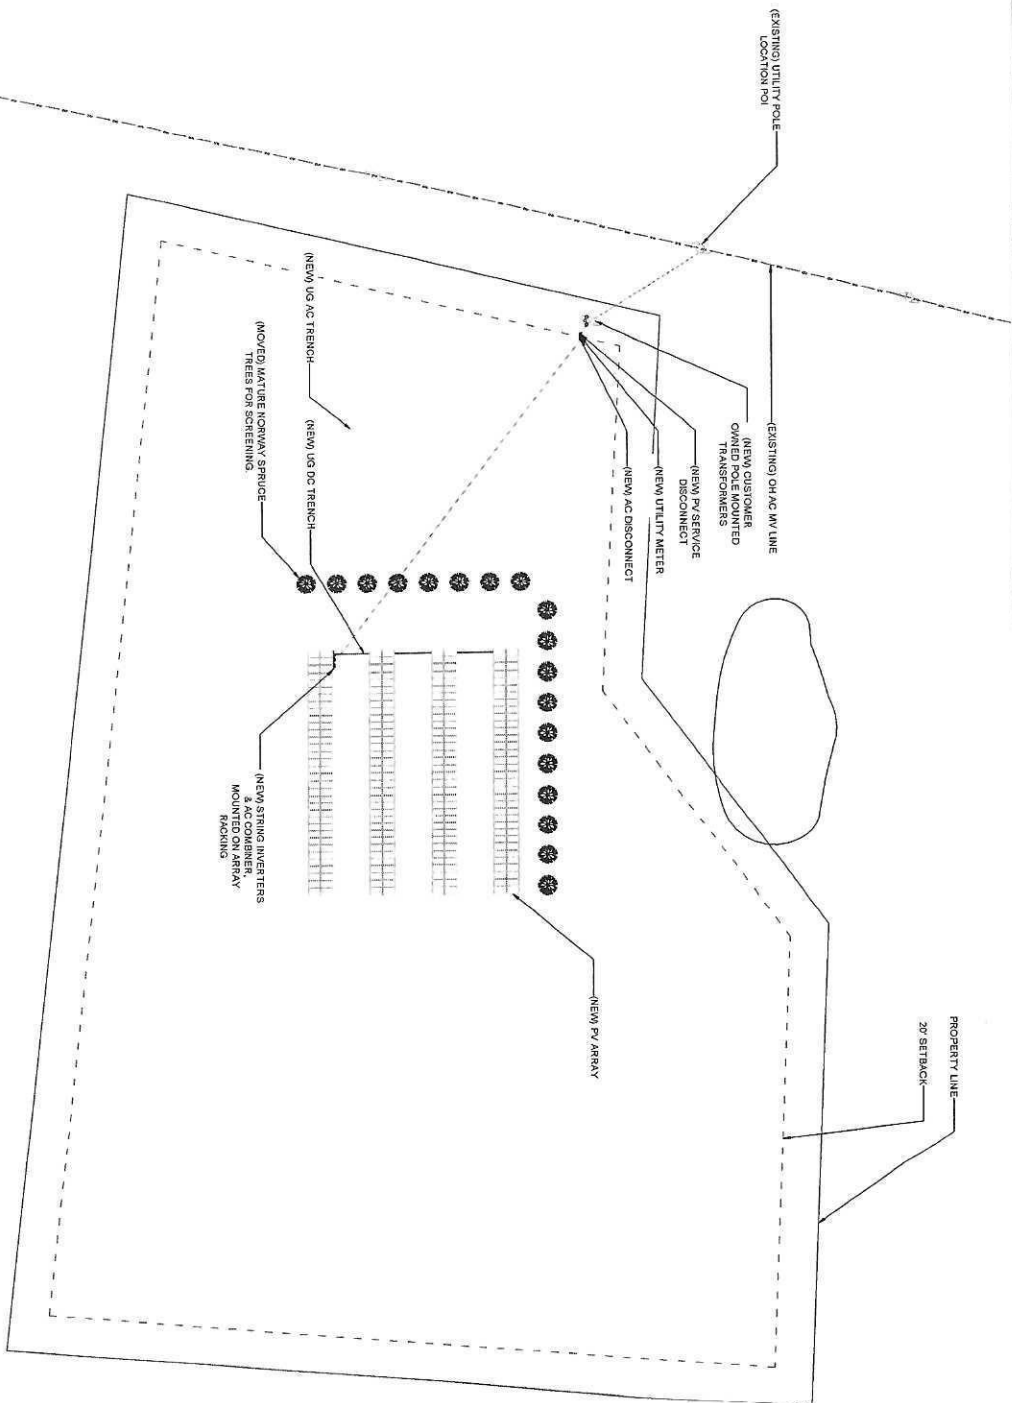 (EXISTING) UTILITY POLE
LOCATION POI
(EXISTING) OH AC MV LINE
(NEW) CUSTOMER
OWNED POLE MOUNTED
TRANSFORMERS
(NEW) PV SERVICE
DISCONNECT
(NEW) UTILITY METER
(NEW) AC DISCONNECT
(NEW) UG AC TRENCH
(NEW) UG DC TRENCH
(MOVED) MATURE NORWAY SPRUCE
TREES FOR SCREENING.
(NEW) STRING INVERTERS
& AC COMBINER,
MOUNTED ON ARRAY
RACKING
(NEW) PV ARRAY
PROPERTY LINE
20' SETBACK